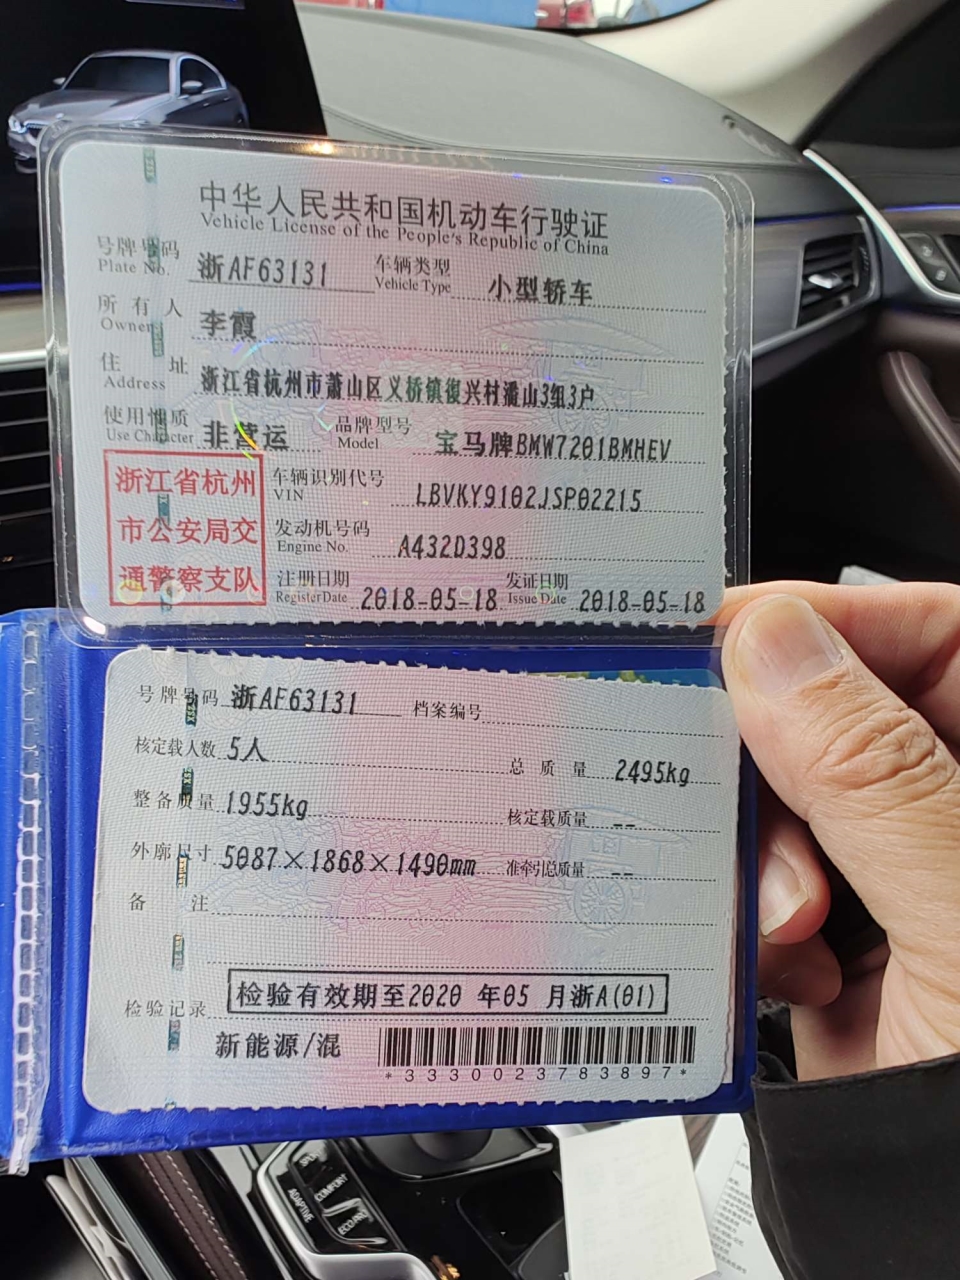 中华人民共和国机动车行驶证
Vehicle License of the People's Republic of China
号牌号码 浙AF63131 车辆类型 小型轿车
Plate No. Vehicle Type
所有人 李霞
Owner
住址 浙江省杭州市萧山区义桥镇復兴村潘山3组3户
Address
使用性质 非营运 品牌型号 宝马牌BMW7201BMHEV
Use Character Model
浙江省杭州
市公安局交
通警察支队
车辆识别代号 LBVKY9102JSP02215
VIN
发动机号码 A432D398
Engine No.
注册日期 2018-05-18 发证日期 2018-05-18
Register Date Issue Date
号牌号码 浙AF63131 档案编号
核定载人数 5人 总质量 2495kg
整备质量 1955kg 核定载质量 --
外廓尺寸 5087×1868×1490mm 准牵引总质量 --
备注
检验记录 检验有效期至2020 年05 月浙A(01)
新能源/混
*3330023783897*
SPORT
COMFORT
ECO PRO
ADAPTIVE